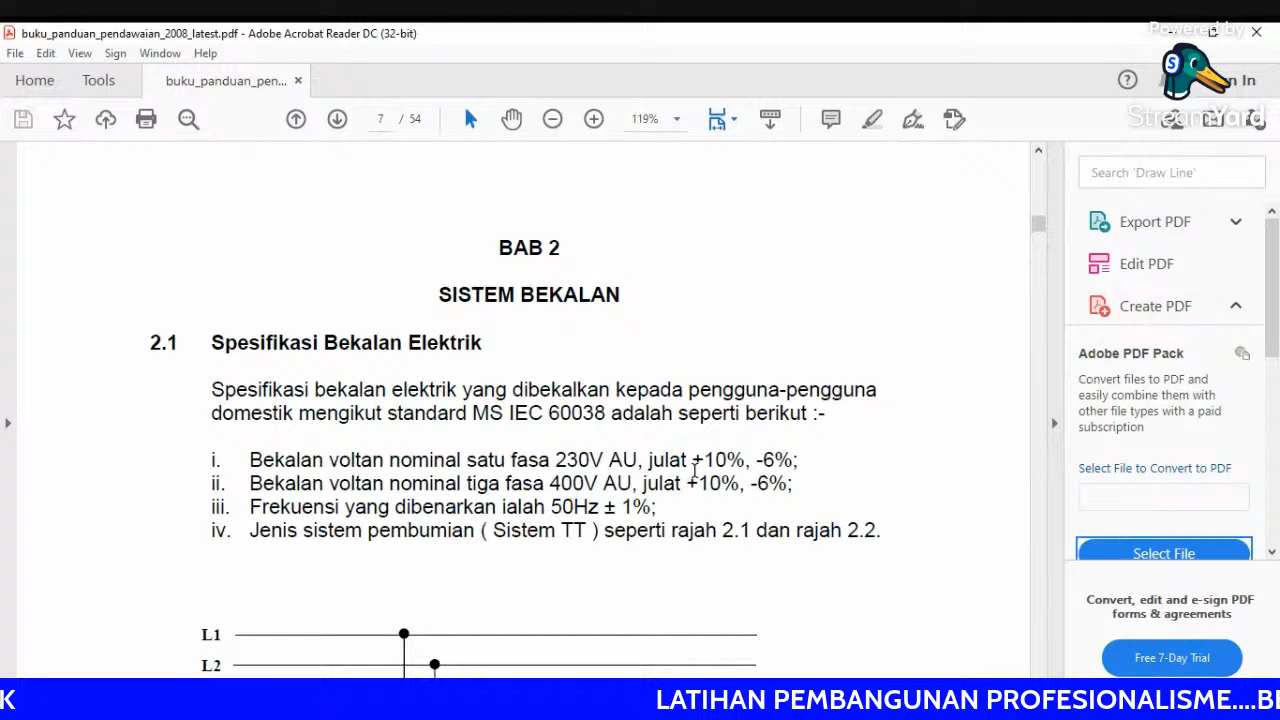 Powered by
buku_panduan_pendawaian_2008_latest.pdf - Adobe Acrobat Reader DC (32-bit)
File Edit View Sign Window Help
Home Tools buku_panduan_pen... × In
StreamYard
7 / 54 119%
BAB 2
SISTEM BEKALAN
2.1 Spesifikasi Bekalan Elektrik
Spesifikasi bekalan elektrik yang dibekalkan kepada pengguna-pengguna
domestik mengikut standard MS IEC 60038 adalah seperti berikut :-
i. Bekalan voltan nominal satu fasa 230V AU, julat +10%, -6%;
ii. Bekalan voltan nominal tiga fasa 400V AU, julat +10%, -6%;
iii. Frekuensi yang dibenarkan ialah 50Hz ± 1%;
iv. Jenis sistem pembumian ( Sistem TT ) seperti rajah 2.1 dan rajah 2.2.
L1
L2
Search 'Draw Line'
Export PDF
Edit PDF
Create PDF
Adobe PDF Pack
Convert files to PDF and
easily combine them with
other file types with a paid
subscription
Select File to Convert to PDF
Select File
Convert, edit and e-sign PDF
forms & agreements
Free 7-Day Trial
K LATIHAN PEMBANGUNAN PROFESIONALISME....BE